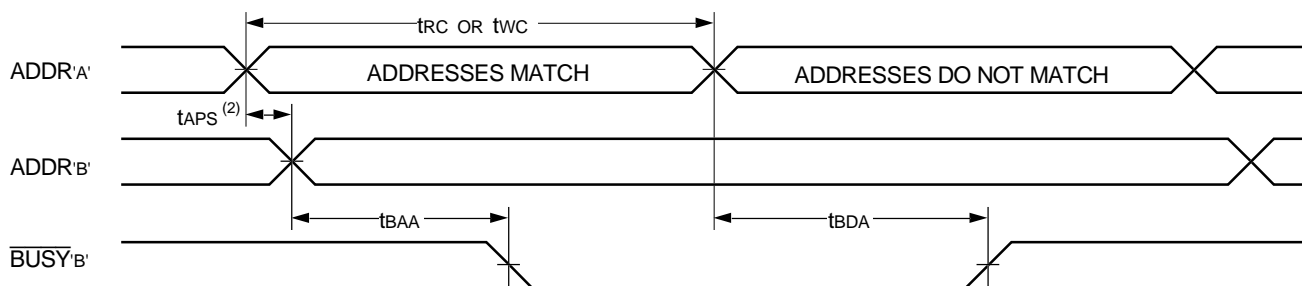 tRC OR tWC
ADDR'A'
ADDRESSES MATCH
ADDRESSES DO NOT MATCH
tAPS (2)
ADDR'B'
tBAA
tBDA
BUSY'B'